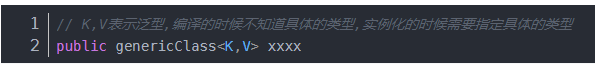 1 // K,V表示泛型,编译的时候不知道具体的类型,实例化的时候需要指定具体的类型
2 public genericClass<K,V> xxxx